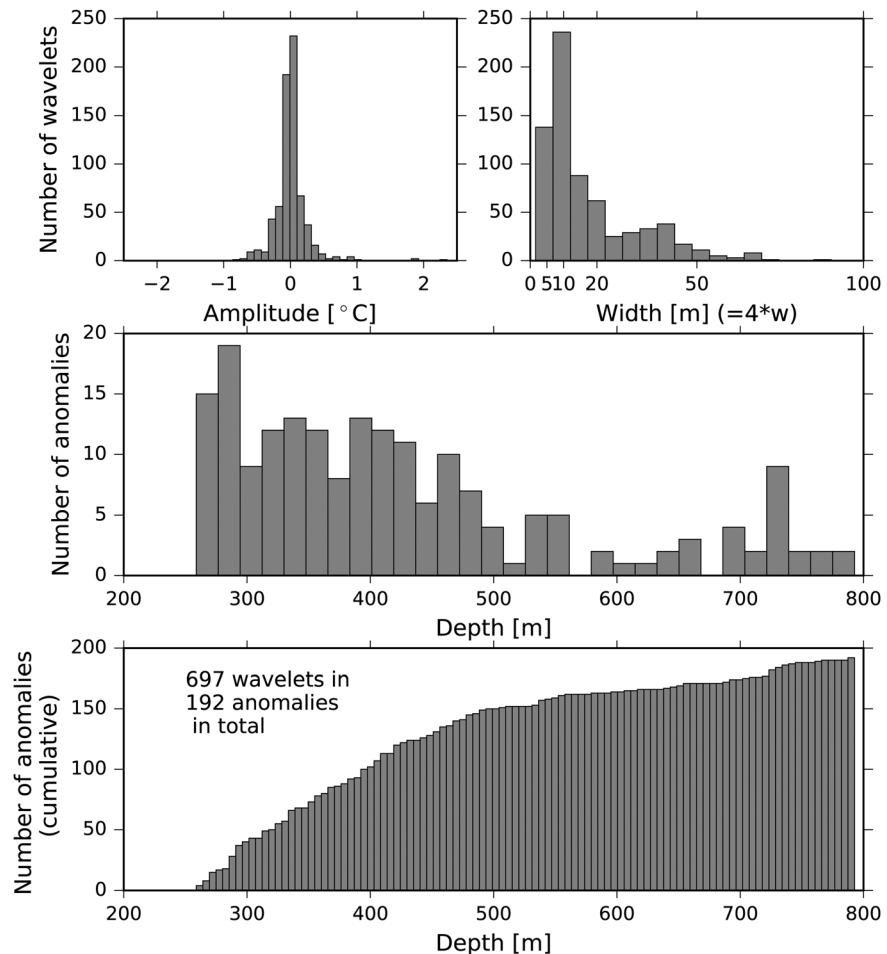 Number of wavelets
250
200
150
100
50
0
−2 −1 0 1 2
Amplitude [°C]
250
200
150
100
50
0
0 5 10 20 50 100
Width [m] (=4*w)
Number of anomalies
20
15
10
5
0
200 300 400 500 600 700 800
Depth [m]
Number of anomalies
(cumulative)
200
150
100
50
0
697 wavelets in
192 anomalies
in total
200 300 400 500 600 700 800
Depth [m]